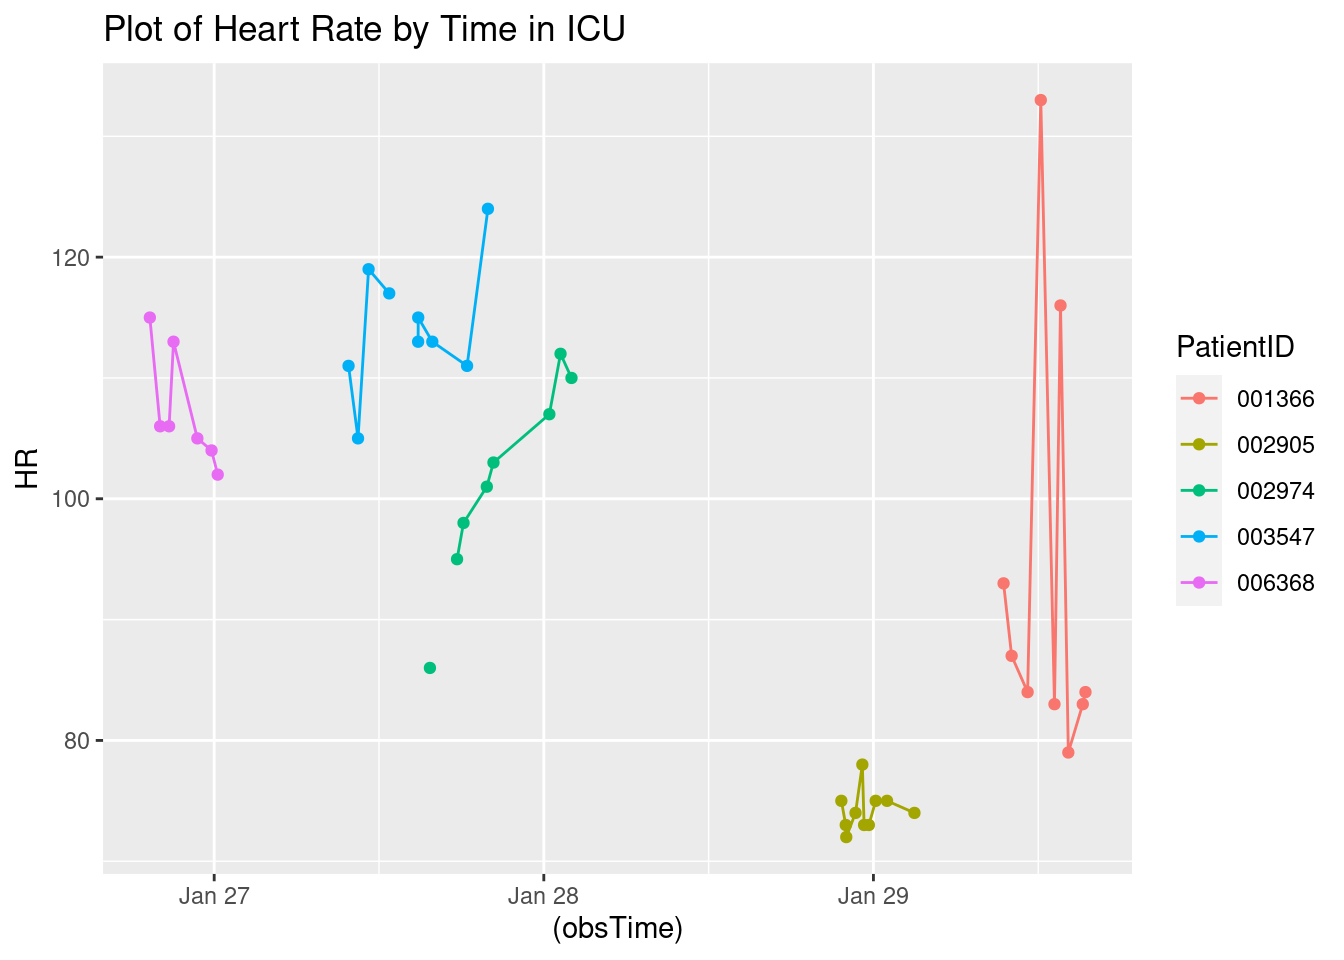 Plot of Heart Rate by Time in ICU
HR
120
100
80
Jan 27
Jan 28
Jan 29
(obsTime)
PatientID
001366
002905
002974
003547
006368